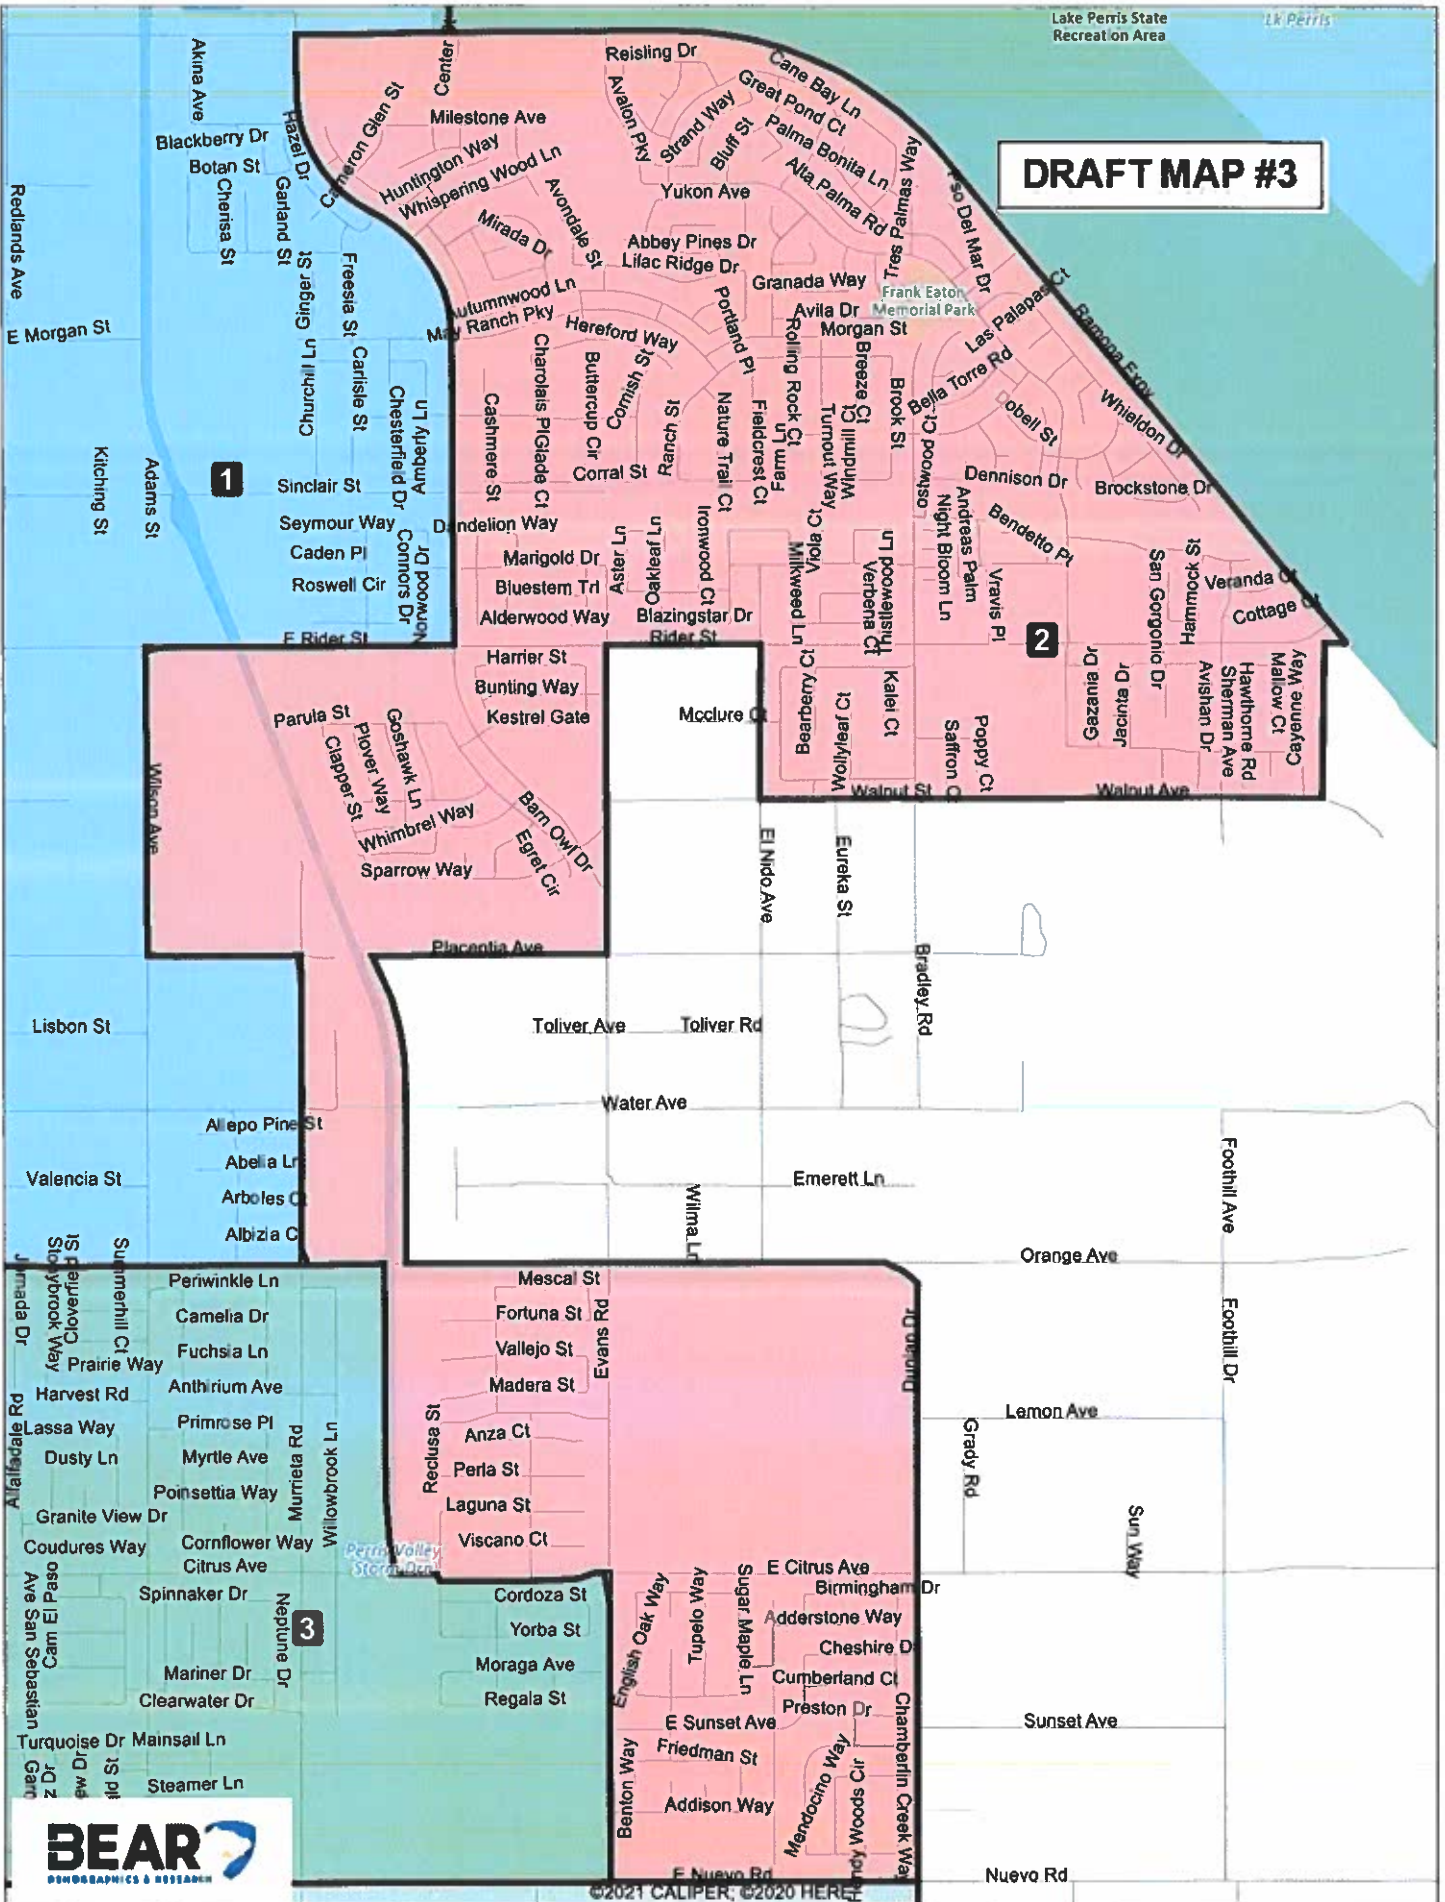 Lake Perris State
Recreation Area
Lk Perris
DRAFT MAP #3
Akina Ave
Center
Reisling Dr
Cane Bay Ln
Great Pond Ct
Avalon Pky
Strand Way
Bluff St
Palma Bonita Ln
Alta Palma Rd
Tres Palmas Way
Pso Del Mar Dr
Blackberry Dr
Botan St
Hazel Dr
Cameron Glen St
Milestone Ave
Huntington Way
Whispering Wood Ln
Yukon Ave
Redlands Ave
Cherisa St
Garland St
Mirada Dr
Avondale St
Abbey Pines Dr
Lilac Ridge Dr
Granada Way
Frank Eaton
Memorial Park
Las Palapas Ct
Ramona Expy
E Morgan St
Ginger St
Churchill Ln
Freesia St
Carlisle St
Autumnwood Ln
May Ranch Pky
Hereford Way
Portland Pl
Avila Dr
Morgan St
Rolling Rock Ct
Breeze Ct
Brook St
Bella Torre Rd
Dobell St
Whieldon Dr
Chesterfield Dr
Ambely Ln
Cashmere St
Charolais Pl
Glade Ct
Buttercup Cir
Cornish St
Ranch St
Corral St
Nature Trail Ct
Fieldcrest Ct
Farm Ln
Turnout Way
Windmill Ct
Copswood Ct
Dennison Dr
Brockstone Dr
Kitching St
Adams St
1
Sinclair St
Seymour Way
Caden Pl
Roswell Cir
Connors Dr
Norwood Dr
Dandelion Way
Marigold Dr
Bluestem Trl
Alderwood Way
Aster Ln
Oakleaf Ln
Ironwood Ct
Blazingstar Dr
Rider St
E Rider St
Viola Ct
Milkweed Ln
Verbena Ct
Thistlewood Ln
Night Bloom Ln
Andreas Palm
Bendetto Pt
Vravis Pl
2
San Gorgonio Dr
Hammock St
Veranda Ct
Cottage Ct
Harrier St
Bunting Way
Kestrel Gate
Mcclure Ct
Bearberry Ct
Woollyleaf Ct
Kalei Ct
Saffron C
Poppy Ct
Gazania Dr
Jacinta Dr
Avishan Dr
Sherman Ave
Hawthorne Rd
Mallow Ct
Cayenne Way
Walnut St
Walnut Ave
Wilson Ave
Parula St
Clapper St
Plover Way
Goshawk Ln
Whimbrel Way
Sparrow Way
Barn Owl Dr
Egret Cir
Placentia Ave
El Nido Ave
Eureka St
Bradley Rd
Lisbon St
Toliver Ave
Toliver Rd
Water Ave
Allepo Pine St
Abelia Ln
Arboles Ct
Albizia C
Valencia St
Emerett Ln
Wilma Ln
Foothill Ave
Orange Ave
Jornada Dr
Stonybrook Way
Cloverfield St
Summerhill Ct
Periwinkle Ln
Camelia Dr
Fuchsia Ln
Prairie Way
Harvest Rd
Anthirium Ave
Lassa Way
Primrose Pl
Dusty Ln
Myrtle Ave
Alfalfadale Rd
Poinsettia Way
Granite View Dr
Coudures Way
Cornflower Way
Citrus Ave
Murrieta Rd
Willowbrook Ln
Mescal St
Fortuna St
Vallejo St
Madera St
Evans Rd
Reclusa St
Anza Ct
Perla St
Laguna St
Viscano Ct
Perris Valley
Storm Drn
Dunlap Dr
Foothill Dr
Lemon Ave
Grady Rd
Sun Way
Ave San Sebastian
Cam El Paso
Spinnaker Dr
Neptune Dr
3
Mariner Dr
Clearwater Dr
Turquoise Dr
Mainsail Ln
Steamer Ln
Cordoza St
Yorba St
Moraga Ave
Regala St
English Oak Way
Tupelo Way
Sugar Maple Ln
E Citrus Ave
Birmingham Dr
Adderstone Way
Cheshire D
Cumberland Ct
Preston Dr
E Sunset Ave
Friedman St
Addison Way
Benton Way
Mendocino Way
Chamberlin Creek Way
Sunset Ave
E Nuevo Rd
Nuevo Rd
BEAR
DEMOGRAPHICS & RESEARCH
©2021 CALIPER; ©2020 HERE